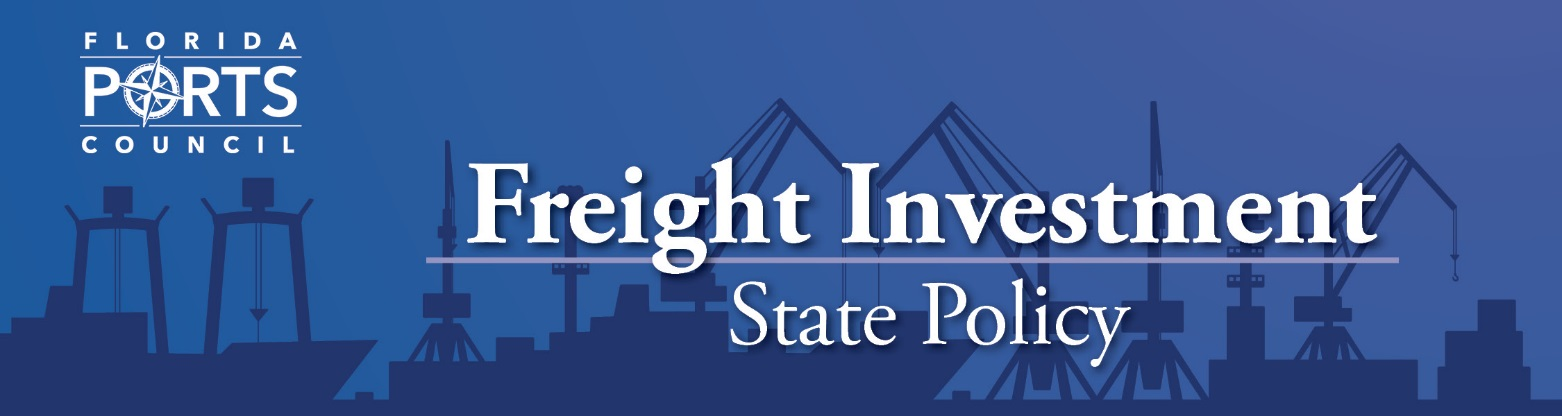 FLORIDA
PORTS
COUNCIL
Freight Investment
State Policy